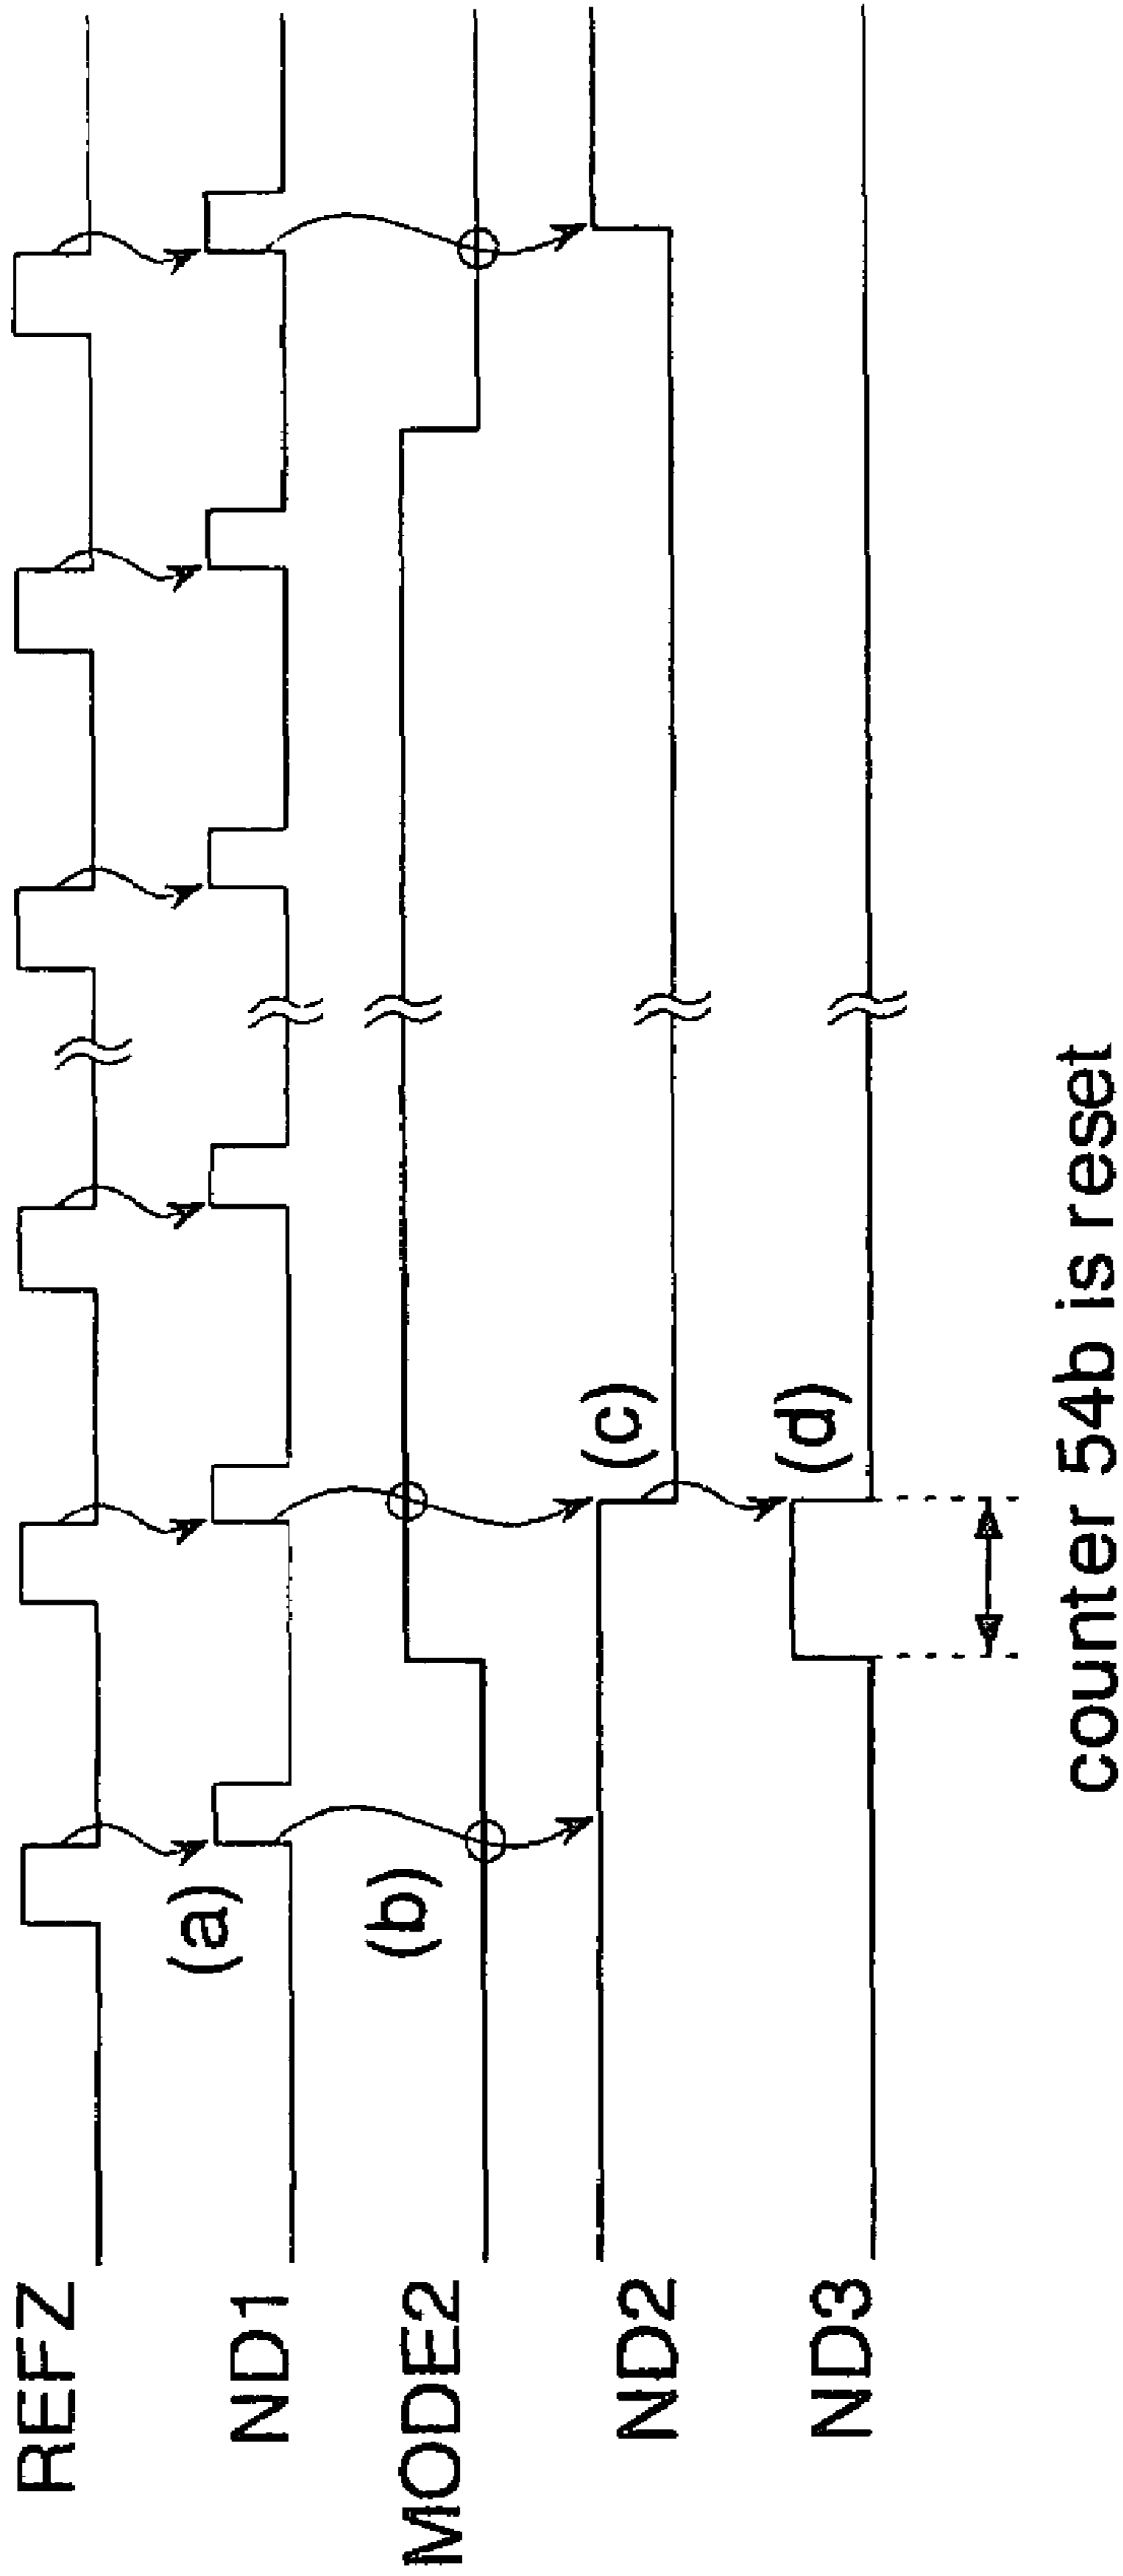 REFZ
(a)
ND1
(b)
MODE2
(c)
ND2
(d)
ND3
counter 54b is reset